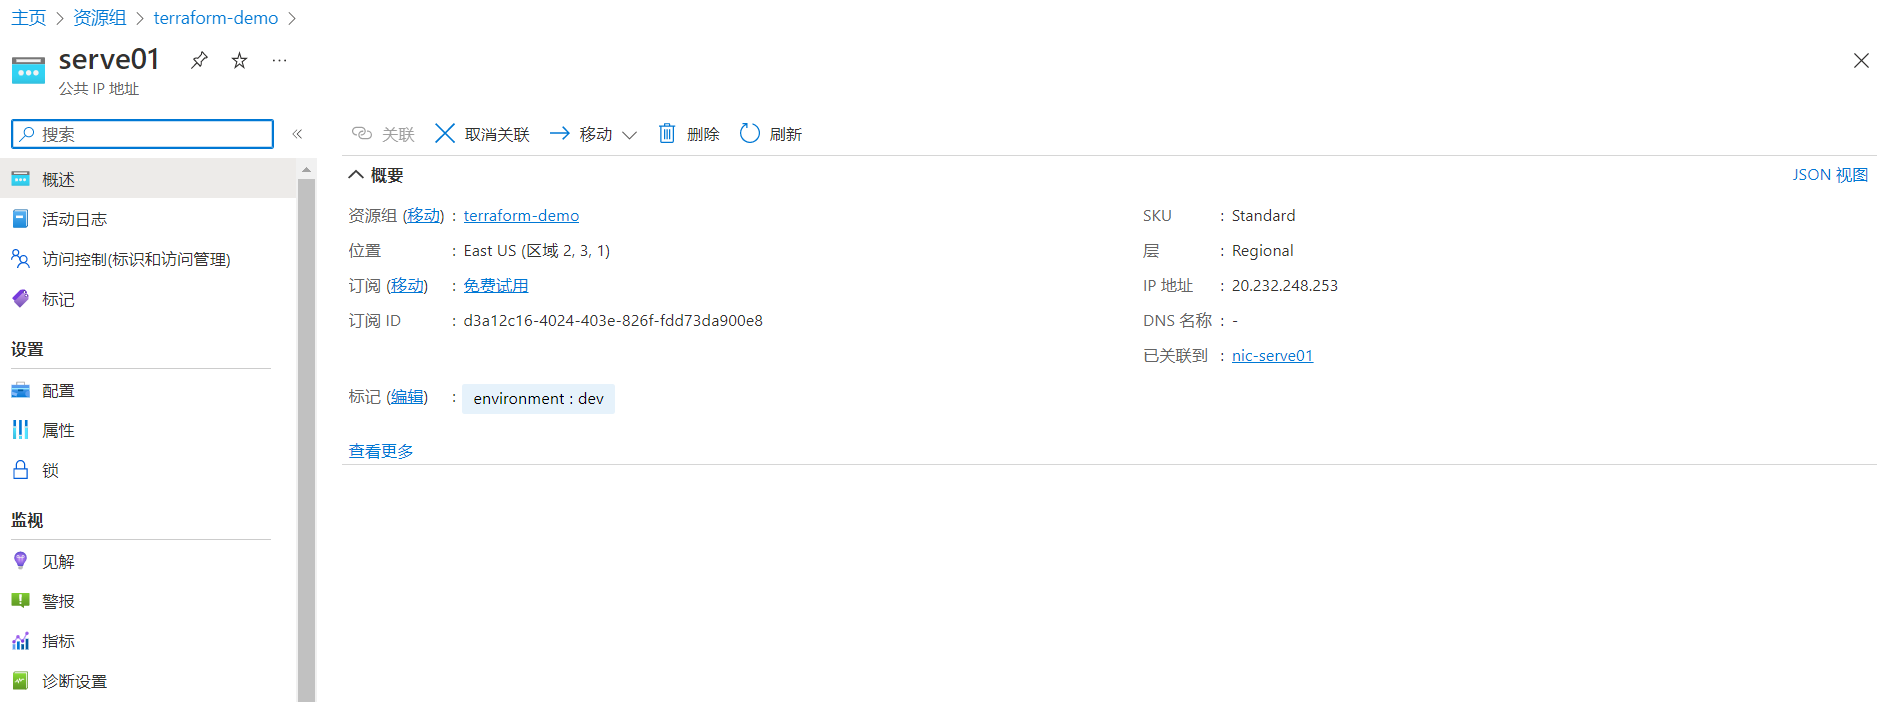 主页 > 资源组 > terraform-demo >
serve01
公共 IP 地址
搜索
«
关联
取消关联
移动
删除
刷新
概述
活动日志
访问控制(标识和访问管理)
标记
设置
配置
属性
锁
监视
见解
警报
指标
诊断设置
概要
JSON 视图
资源组 (移动) : terraform-demo
位置 : East US (区域 2, 3, 1)
订阅 (移动) : 免费试用
订阅 ID : d3a12c16-4024-403e-826f-fdd73da900e8
SKU : Standard
层 : Regional
IP 地址 : 20.232.248.253
DNS 名称 : -
已关联到 : nic-serve01
标记 (编辑) : environment : dev
查看更多